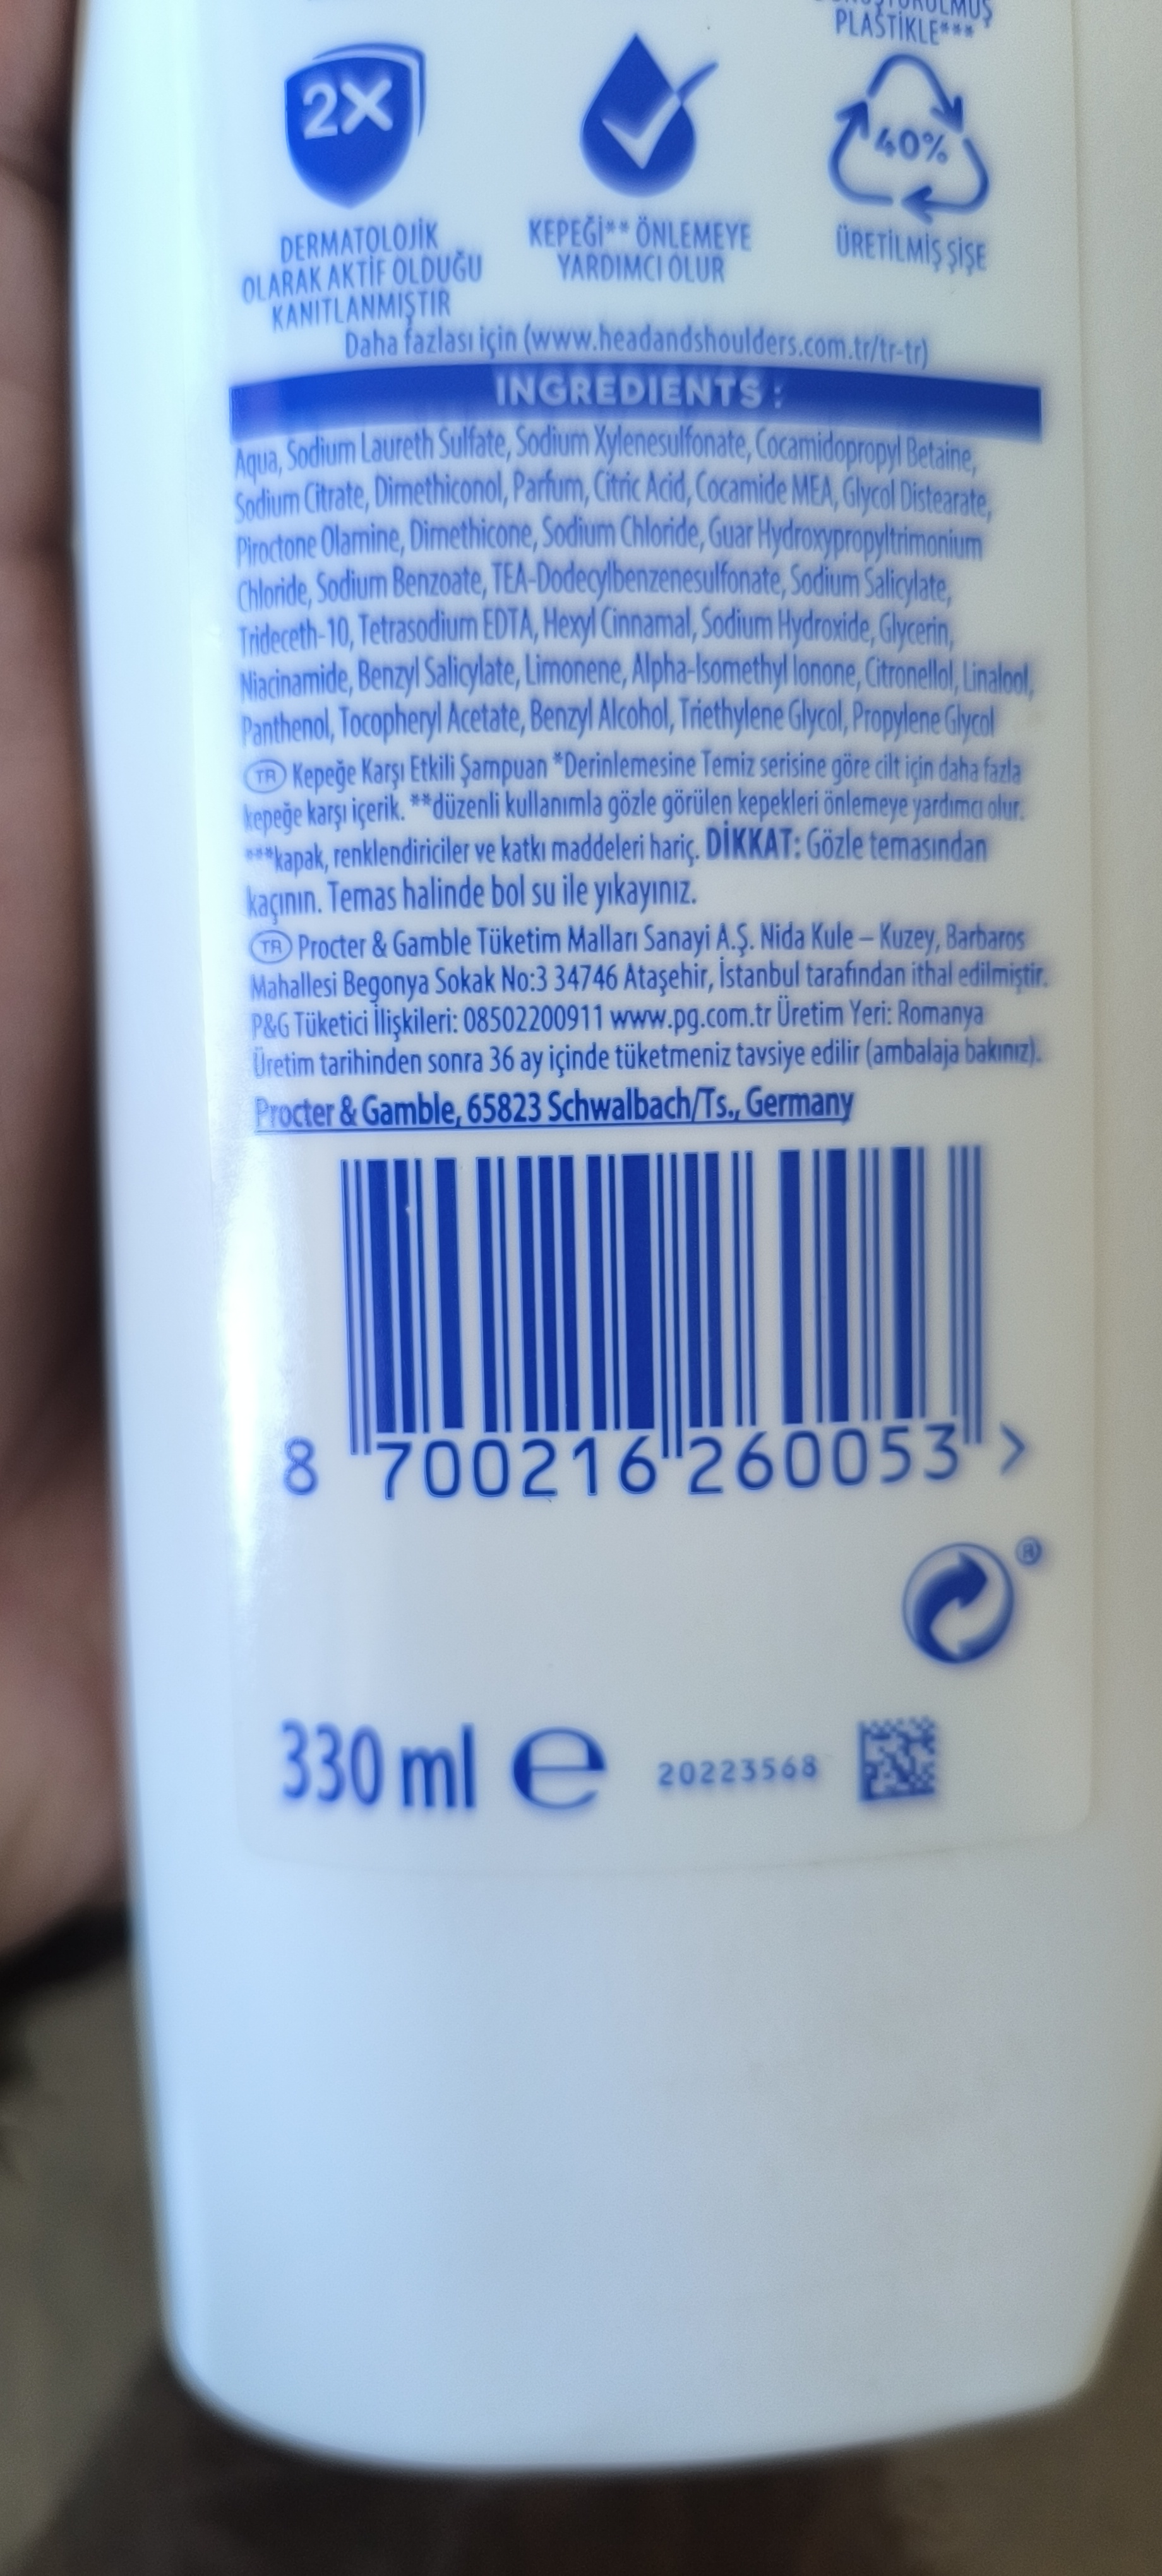 PLASTİKLE***
2X
40%
DERMATOLOJİK
OLARAK AKTİF OLDUĞU
KANITLANMIŞTIR
KEPEĞİ** ÖNLEMEYE
YARDIMCI OLUR
ÜRETİLMİŞ ŞİŞE
Daha fazlası için (www.headandshoulders.com.tr/tr-tr)
INGREDIENTS :
Aqua, Sodium Laureth Sulfate, Sodium Xylenesulfonate, Cocamidopropyl Betaine,
Sodium Citrate, Dimethiconol, Parfum, Citric Acid, Cocamide MEA, Glycol Distearate,
Piroctone Olamine, Dimethicone, Sodium Chloride, Guar Hydroxypropyltrimonium
Chloride, Sodium Benzoate, TEA-Dodecylbenzenesulfonate, Sodium Salicylate,
Trideceth-10, Tetrasodium EDTA, Hexyl Cinnamal, Sodium Hydroxide, Glycerin,
Niacinamide, Benzyl Salicylate, Limonene, Alpha-Isomethyl Ionone, Citronellol, Linalool,
Panthenol, Tocopheryl Acetate, Benzyl Alcohol, Triethylene Glycol, Propylene Glycol
TR Kepeğe Karşı Etkili Şampuan *Derinlemesine Temiz serisine göre cilt için daha fazla
kepeğe karşı içerik. **düzenli kullanımla gözle görülen kepekleri önlemeye yardımcı olur.
***kapak, renklendiriciler ve katkı maddeleri hariç. DİKKAT: Gözle temasından
kaçının. Temas halinde bol su ile yıkayınız.
TR Procter & Gamble Tüketim Malları Sanayi A.Ş. Nida Kule – Kuzey, Barbaros
Mahallesi Begonya Sokak No:3 34746 Ataşehir, İstanbul tarafından ithal edilmiştir.
P&G Tüketici İlişkileri: 08502200911 www.pg.com.tr Üretim Yeri: Romanya
Üretim tarihinden sonra 36 ay içinde tüketmeniz tavsiye edilir (ambalaja bakınız).
Procter & Gamble, 65823 Schwalbach/Ts., Germany
8 700216 260053 >
®
330 ml e 20223568